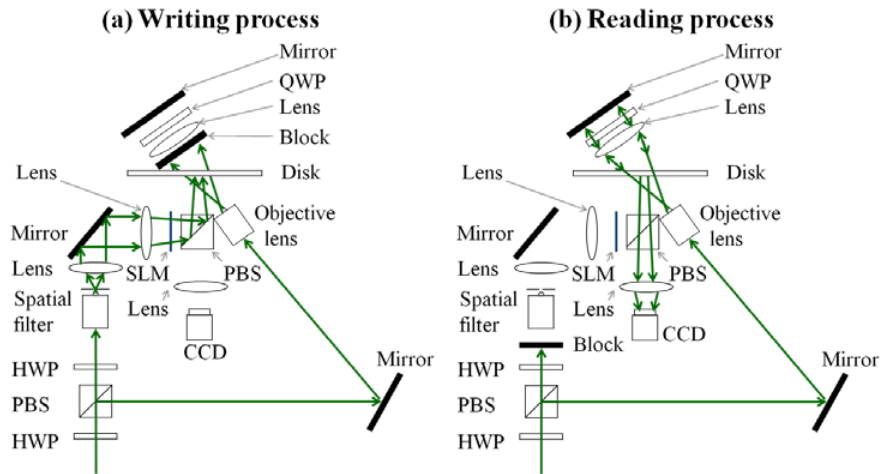 (a) Writing process
Mirror
QWP
Lens
Block
Disk
Lens
Mirror
Objective
lens
Lens
SLM
PBS
Spatial
filter
Lens
CCD
HWP
Mirror
PBS
HWP
(b) Reading process
Mirror
QWP
Lens
Disk
Mirror
Objective
lens
Lens
SLM
PBS
Spatial
filter
Lens
CCD
Block
HWP
Mirror
PBS
HWP